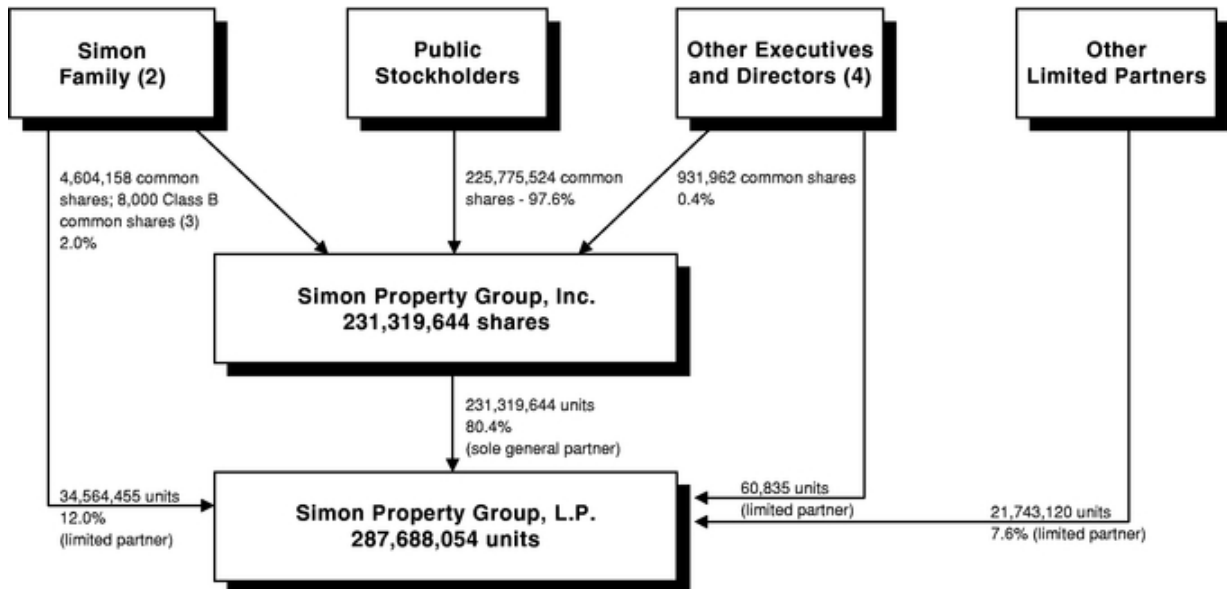 Simon
Family (2)
Public
Stockholders
Other Executives
and Directors (4)
Other
Limited Partners
4,604,158 common
shares; 8,000 Class B
common shares (3)
2.0%
225,775,524 common
shares - 97.6%
931,962 common shares
0.4%
Simon Property Group, Inc.
231,319,644 shares
231,319,644 units
80.4%
(sole general partner)
34,564,455 units
12.0%
(limited partner)
Simon Property Group, L.P.
287,688,054 units
60,835 units
(limited partner)
21,743,120 units
7.6% (limited partner)